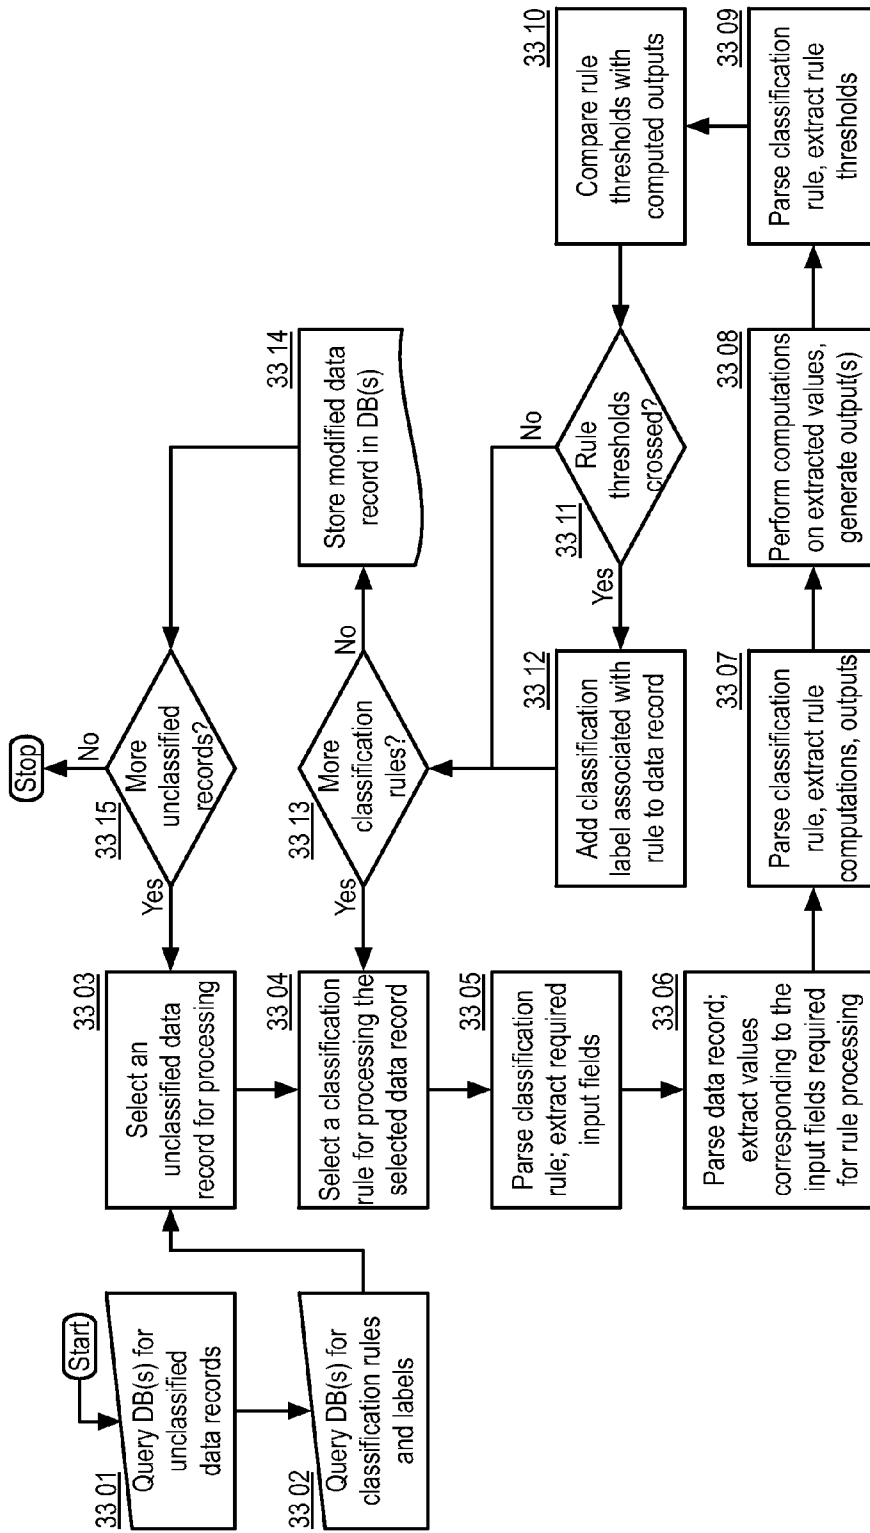 Start
33 01
Query DB(s) for
unclassified
data records
33 02
Query DB(s) for
classification rules
and labels
33 03
Select an
unclassified data
record for processing
33 04
Select a classification
rule for processing the
selected data record
33 05
Parse classification
rule; extract required
input fields
33 06
Parse data record;
extract values
corresponding to the
input fields required
for rule processing
33 07
Parse classification
rule, extract rule
computations, outputs
33 08
Perform computations
on extracted values,
generate output(s)
33 09
Parse classification
rule, extract rule
thresholds
33 10
Compare rule
thresholds with
computed outputs
33 11
Rule
thresholds
crossed?
Yes
No
33 12
Add classification
label associated with
rule to data record
33 13
More
classification
rules?
Yes
No
33 14
Store modified data
record in DB(s)
33 15
More
unclassified
records?
Yes
No
Stop